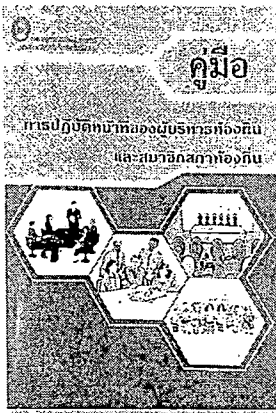 คู่มือ
การปฏิบัติหน้าที่ของผู้บริหารท้องถิ่น
และสมาชิกสภาท้องถิ่น